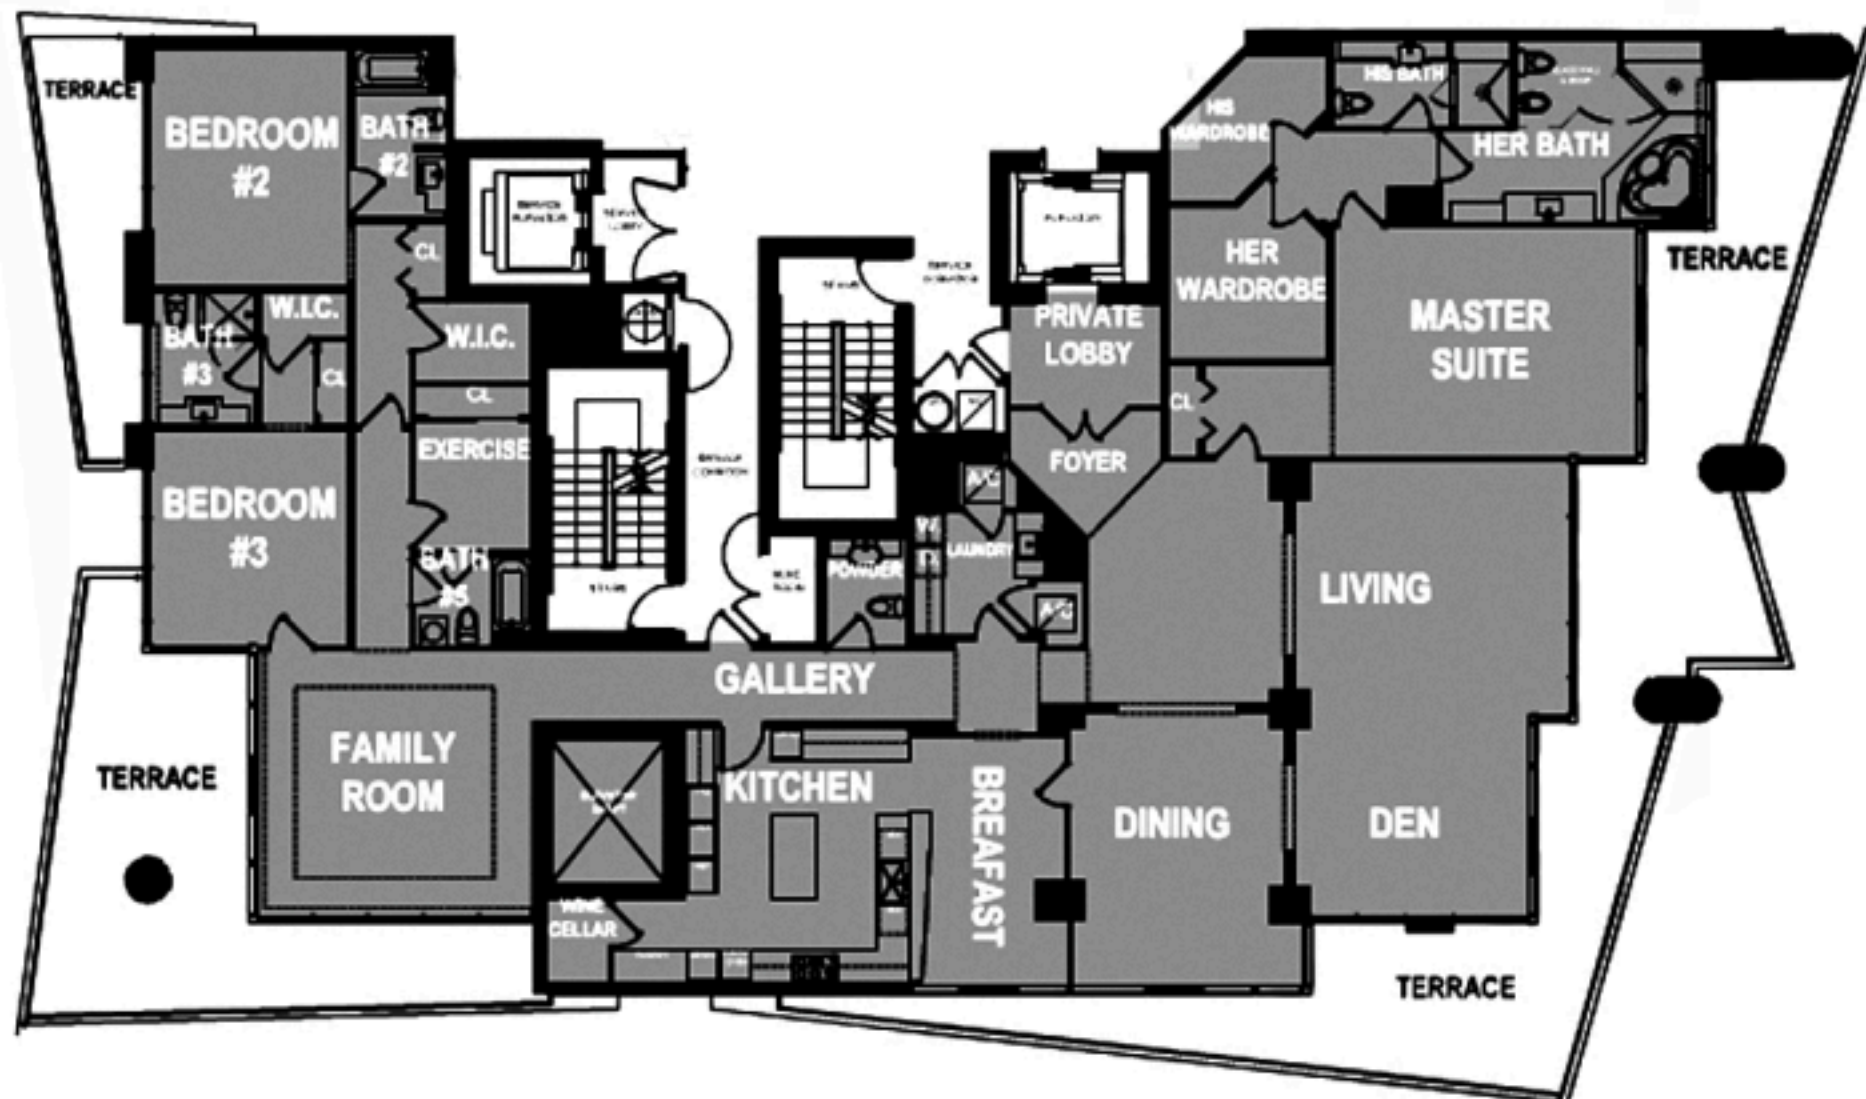 TERRACE
BEDROOM
#2
BATH
#2
CL
W.I.C.
W.I.C.
BATH
#3
CL
CL
BEDROOM
#3
EXERCISE
BATH
#5
TERRACE
FAMILY
ROOM
GALLERY
KITCHEN
WINE
CELLAR
BREAFAST
DINING
DEN
LIVING
POWDER
W
D
LAUNDRY
A/C
A/C
FOYER
PRIVATE
LOBBY
CL
HIS
WARDROBE
HER
WARDROBE
HIS BATH
HER BATH
MASTER
SUITE
TERRACE
TERRACE